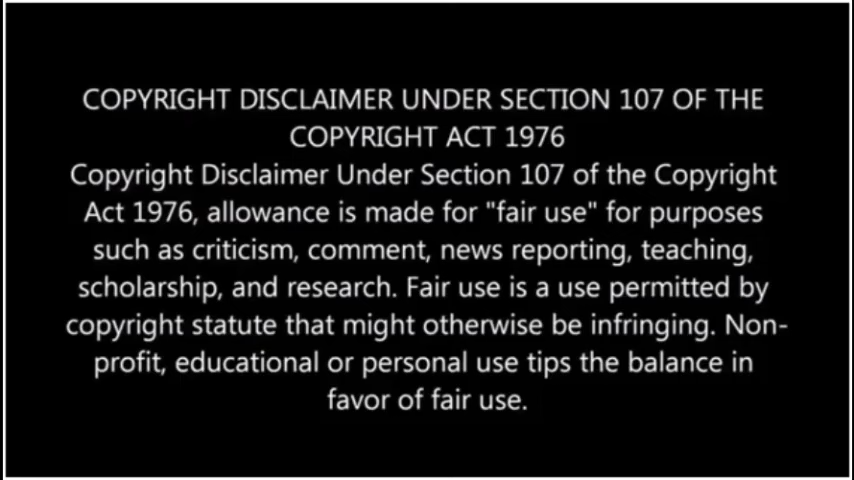 COPYRIGHT DISCLAIMER UNDER SECTION 107 OF THE
COPYRIGHT ACT 1976
Copyright Disclaimer Under Section 107 of the Copyright
Act 1976, allowance is made for "fair use" for purposes
such as criticism, comment, news reporting, teaching,
scholarship, and research. Fair use is a use permitted by
copyright statute that might otherwise be infringing. Non-
profit, educational or personal use tips the balance in
favor of fair use.